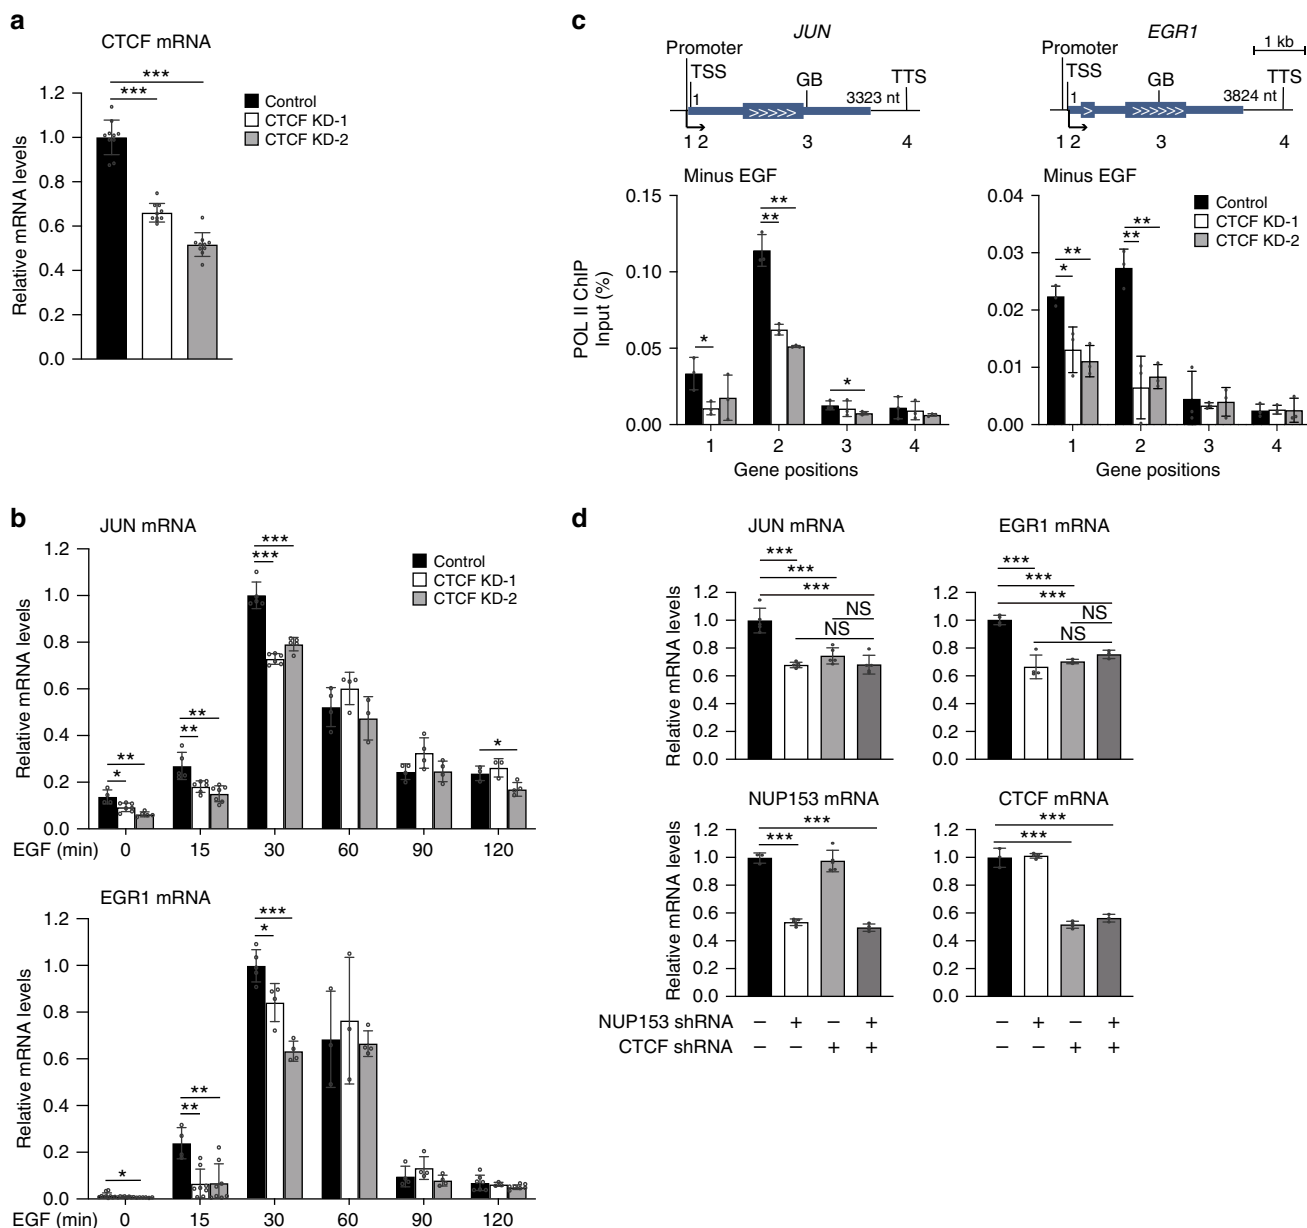 a
CTCF mRNA
***
***
Relative mRNA levels
1.2
1.0
0.8
0.6
0.4
0.2
0.0
Control
CTCF KD-1
CTCF KD-2
b
JUN mRNA
Relative mRNA levels
1.2
1.0
0.8
0.6
0.4
0.2
0.0
**
*
**
**
***
***
*
Control
CTCF KD-1
CTCF KD-2
EGF (min) 0 15 30 60 90 120
EGR1 mRNA
Relative mRNA levels
1.2
1.0
0.8
0.6
0.4
0.2
0.0
*
**
**
***
*
EGF (min) 0 15 30 60 90 120
c
JUN
Promoter
TSS
1
GB
3323 nt
TTS
>>>>>>
1 2 3 4
EGR1
1 kb
Promoter
TSS
1
GB
3824 nt
TTS
> >>>>>>
1 2 3 4
Minus EGF
POL II ChIP
Input (%)
0.15
0.10
0.05
0.00
*
**
**
*
1 2 3 4
Gene positions
Minus EGF
0.04
0.03
0.02
0.01
0.00
**
*
**
**
Control
CTCF KD-1
CTCF KD-2
1 2 3 4
Gene positions
d
JUN mRNA
Relative mRNA levels
1.2
1.0
0.8
0.6
0.4
0.2
0.0
***
***
***
NS
NS
EGR1 mRNA
Relative mRNA levels
1.2
1.0
0.8
0.6
0.4
0.2
0.0
***
***
***
NS
NS
NUP153 mRNA
Relative mRNA levels
1.2
1.0
0.8
0.6
0.4
0.2
0.0
***
***
CTCF mRNA
Relative mRNA levels
1.2
1.0
0.8
0.6
0.4
0.2
0.0
***
***
NUP153 shRNA − + − + − + − +
CTCF shRNA − − + + − − + +